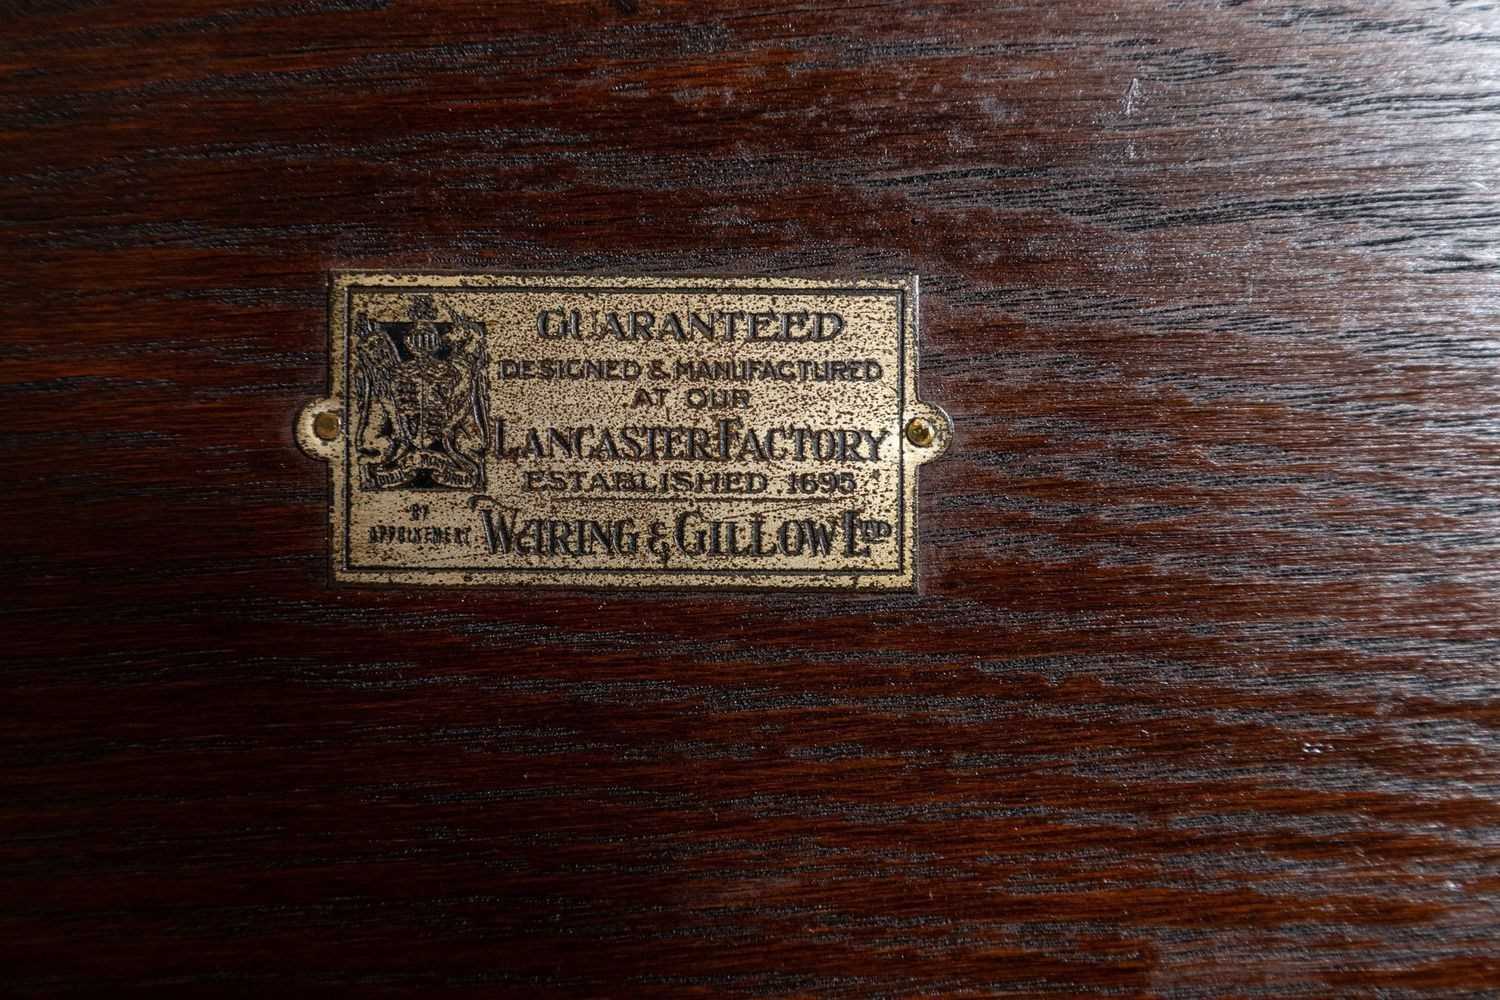 GUARANTEED
DESIGNED & MANUFACTURED
AT OUR
LANCASTER FACTORY
ESTABLISHED 1695
BY
APPOINTMENT
WARING & GILLOW LTD